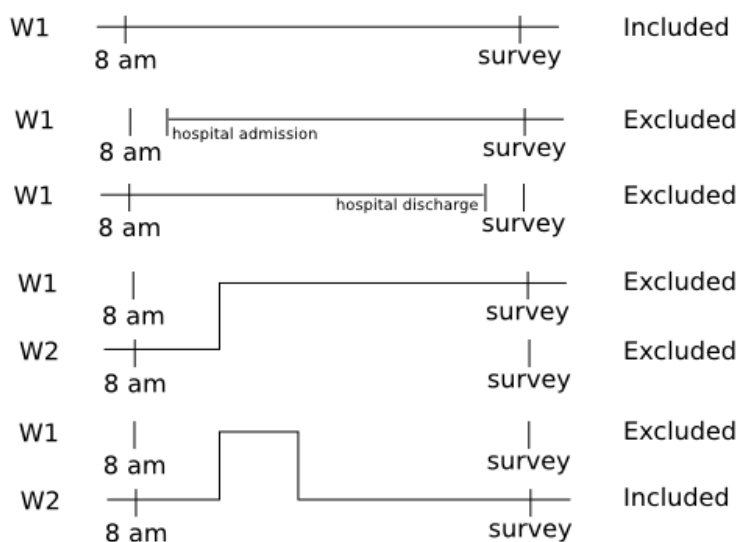 W1 Included
8 am survey
W1 Excluded
hospital admission
8 am survey
W1 Excluded
hospital discharge
8 am survey
W1 Excluded
8 am survey
W2 Excluded
8 am survey
W1 Excluded
8 am survey
W2 Included
8 am survey